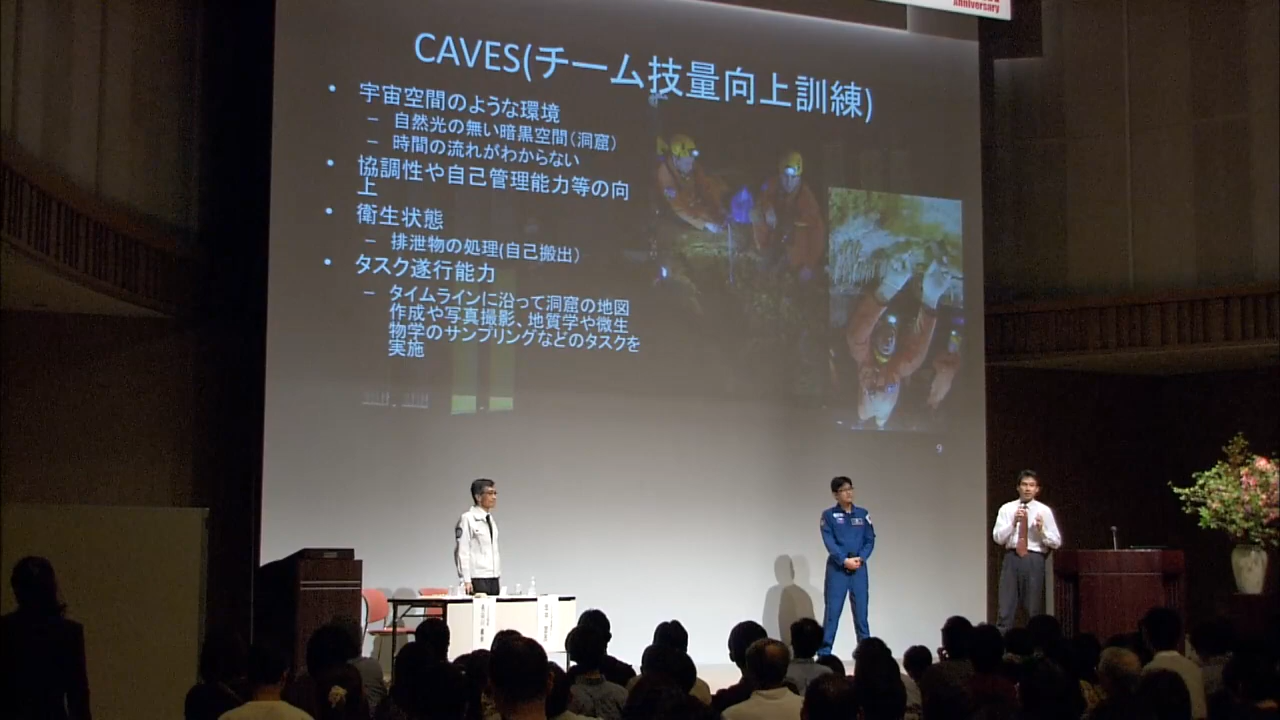 Anniversary
CAVES(チーム技量向上訓練)
• 宇宙空間のような環境
– 自然光の無い暗黒空間(洞窟)
– 時間の流れがわからない
• 協調性や自己管理能力等の向
上
• 衛生状態
– 排泄物の処理(自己搬出)
• タスク遂行能力
– タイムラインに沿って洞窟の地図
作成や写真撮影、地質学や微生
物学のサンプリングなどのタスクを
実施
9